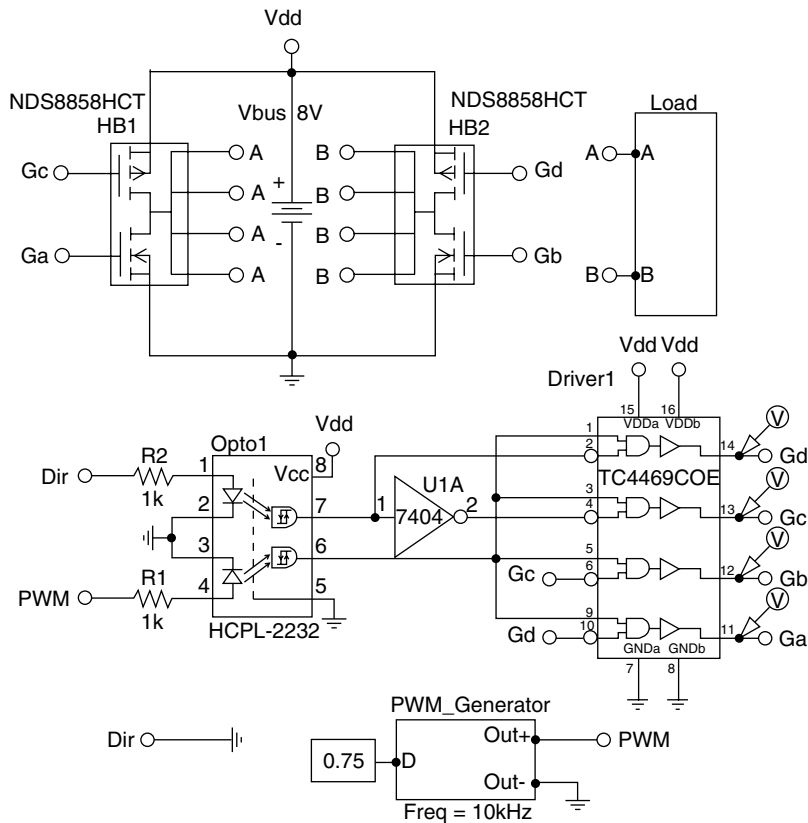 Vdd
NDS8858HCT
HB1
NDS8858HCT
HB2
Vbus 8V
+
-
Gc
Ga
A
A
A
A
B
B
B
B
Gd
Gb
Load
A A
B B
Vdd Vdd
Driver1
15 16
VDDa VDDb
TC4469COE
1
2
3
4
5
6
9
10
14
13
12
11
V
V
V
V
Gd
Gc
Gb
Ga
Gc
Gd
GNDa GNDb
7 8
Dir
R2
1k
PWM
R1
1k
Opto1
Vdd
Vcc
8
1
2
3
4
7
6
5
HCPL-2232
U1A
1 2
7404
Dir
PWM_Generator
0.75
D
Out+
Out-
PWM
Freq = 10kHz